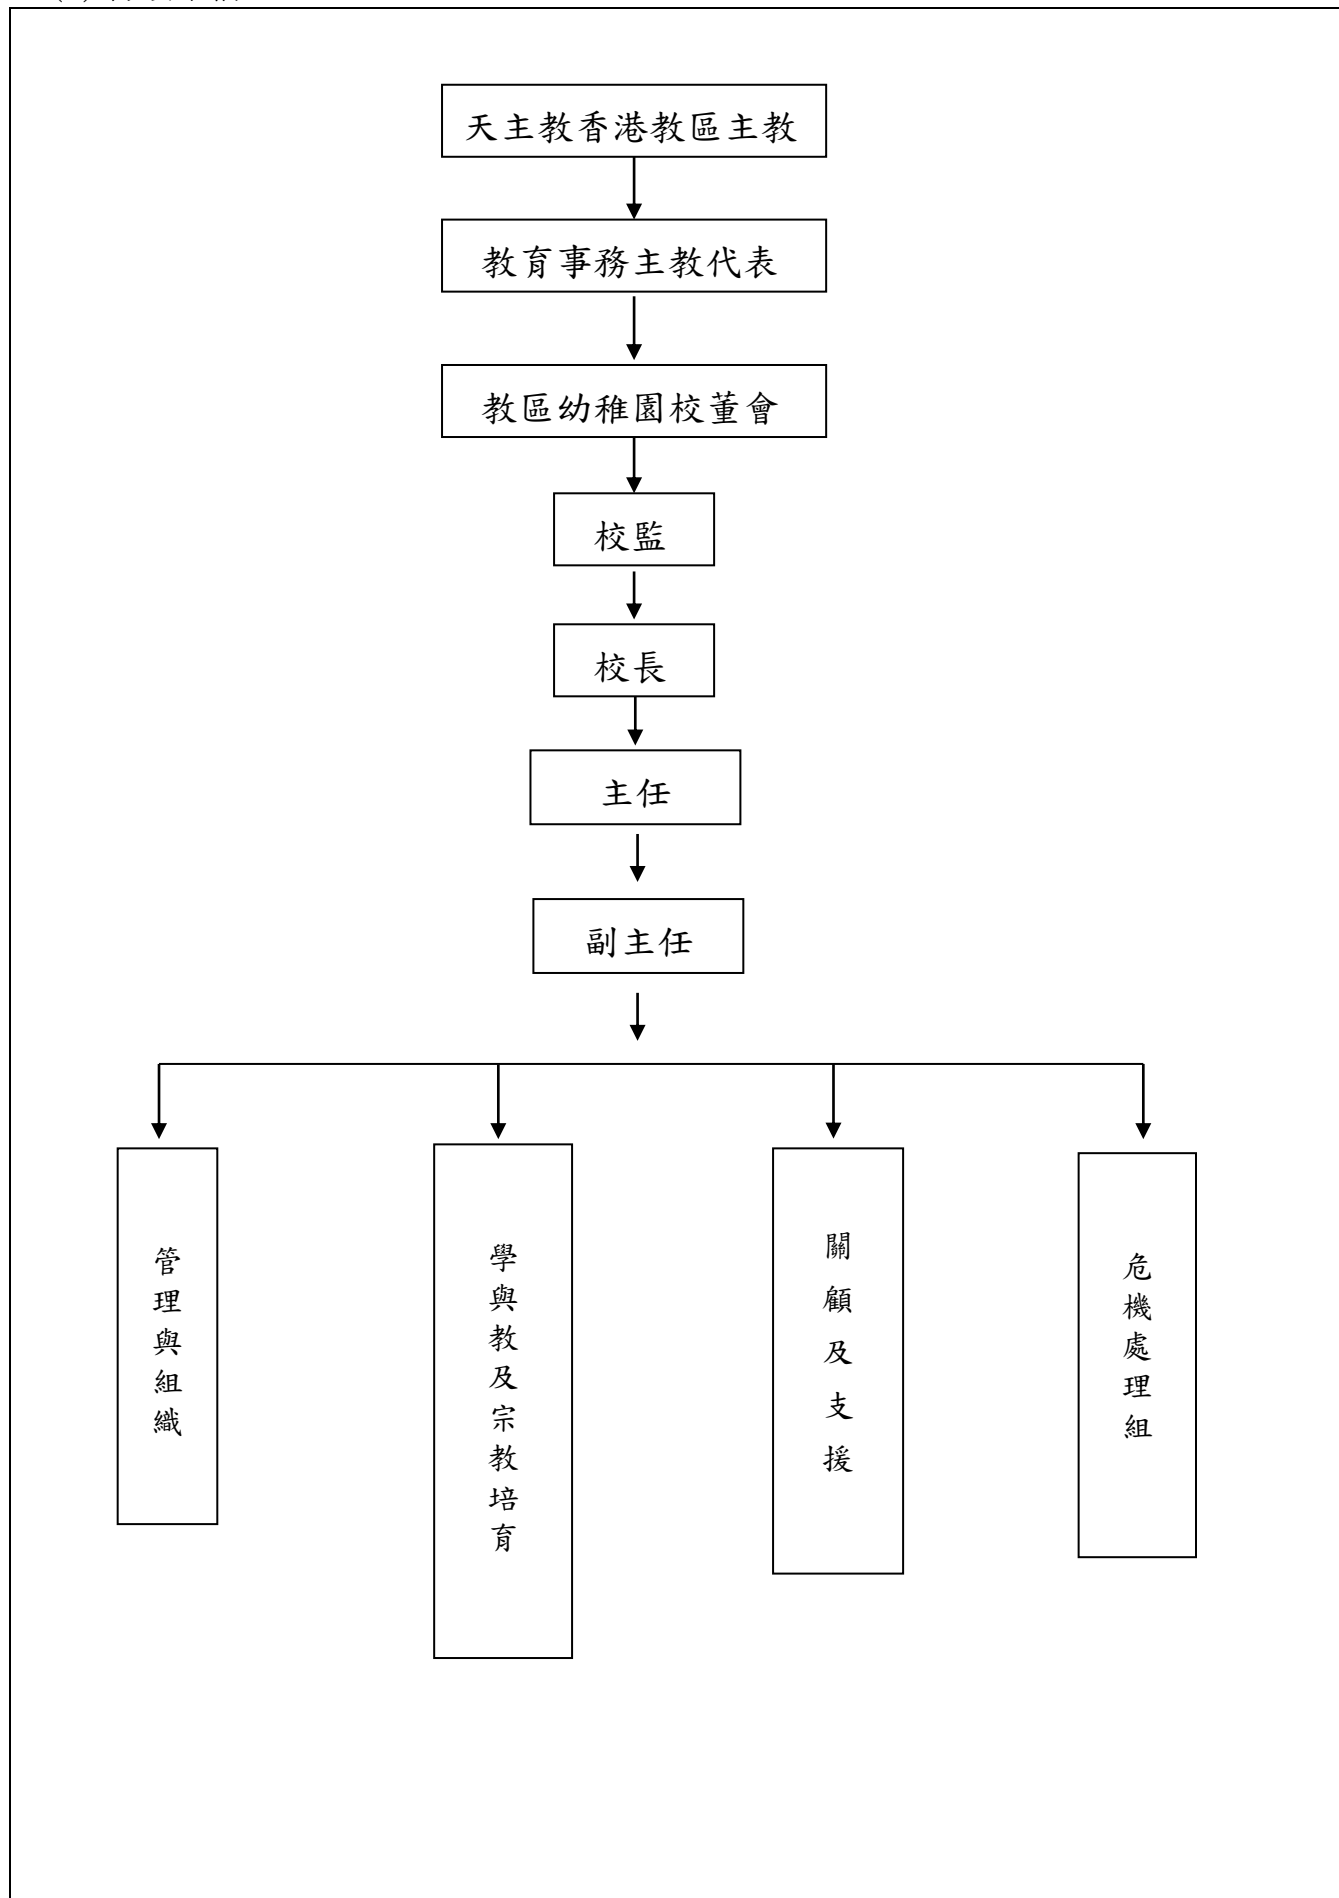 天主教香港教區主教
教育事務主教代表
教區幼稚園校董會
校監
校長
主任
副主任
管理與組織
學與教及宗教培育
關顧及支援
危機處理組